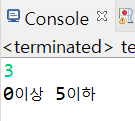 Console
<terminated> te
3
0이상 5이하